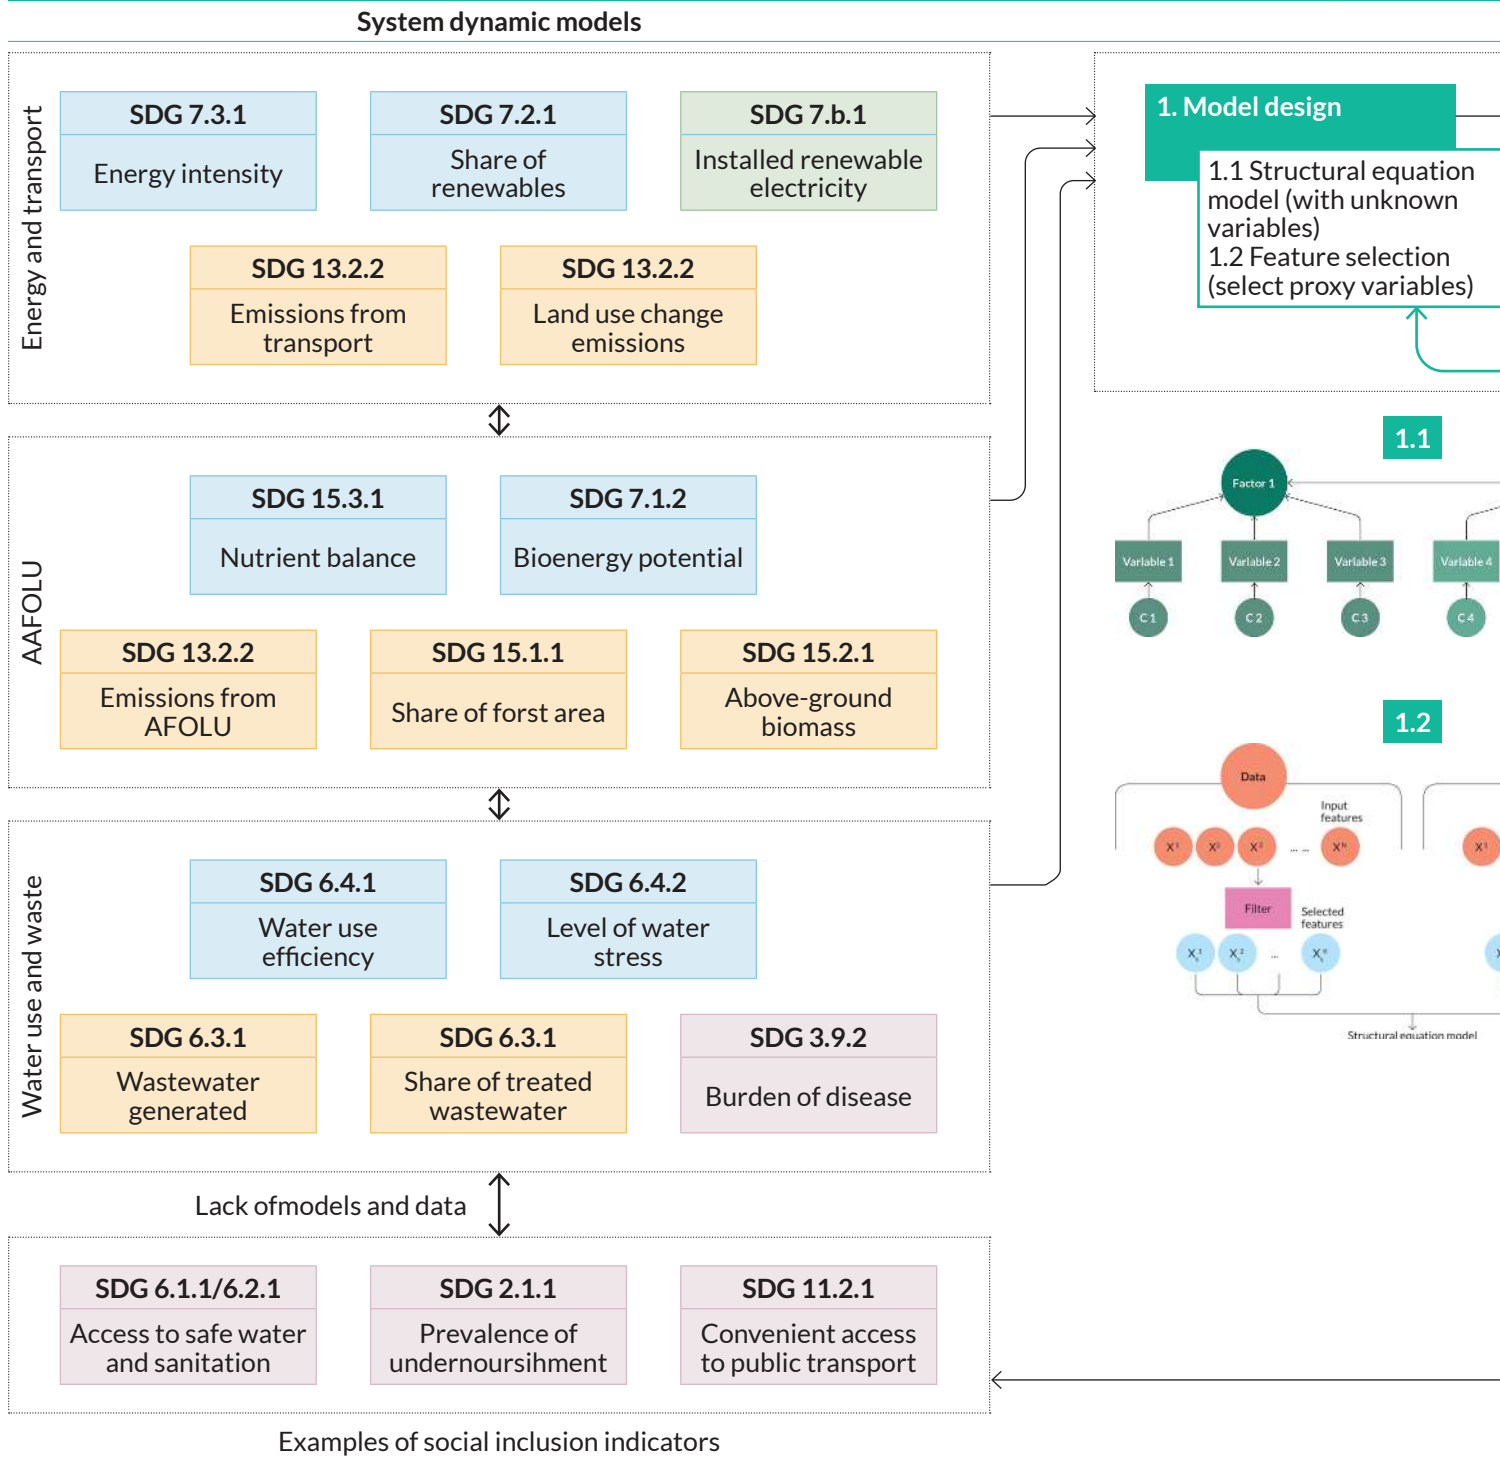 System dynamic models
Energy and transport
SDG 7.3.1
Energy intensity
SDG 7.2.1
Share of
renewables
SDG 7.b.1
Installed renewable
electricity
SDG 13.2.2
Emissions from
transport
SDG 13.2.2
Land use change
emissions
AAFOLU
SDG 15.3.1
Nutrient balance
SDG 7.1.2
Bioenergy potential
SDG 13.2.2
Emissions from
AFOLU
SDG 15.1.1
Share of forst area
SDG 15.2.1
Above-ground
biomass
Water use and waste
SDG 6.4.1
Water use
efficiency
SDG 6.4.2
Level of water
stress
SDG 6.3.1
Wastewater
generated
SDG 6.3.1
Share of treated
wastewater
SDG 3.9.2
Burden of disease
Lack ofmodels and data
SDG 6.1.1/6.2.1
Access to safe water
and sanitation
SDG 2.1.1
Prevalence of
undernoursihment
SDG 11.2.1
Convenient access
to public transport
Examples of social inclusion indicators
1. Model design
1.1 Structural equation
model (with unknown
variables)
1.2 Feature selection
(select proxy variables)
1.1
Factor 1
Variable 1
Variable 2
Variable 3
Variable 4
C 1
C 2
C 3
C 4
1.2
Data
Input
features
X¹
X²
X³
... ...
Xᴺ
X¹
Filter
Selected
features
Xₛ¹
Xₛ²
...
Xₛⁿ
Structural equation model